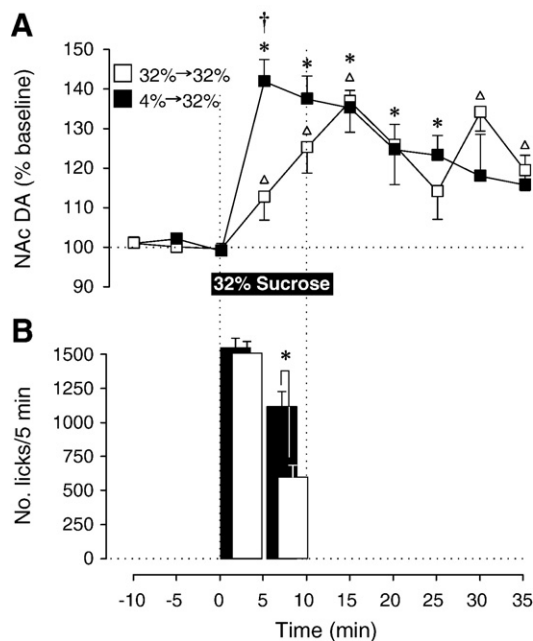 A
150
140
130
120
110
100
90
NAc DA (% baseline)
32%→32%
4%→32%
†
* * * * *
Δ Δ Δ Δ Δ
32% Sucrose
B
1500
1250
1000
750
500
250
0
No. licks/5 min
*
-10 -5 0 5 10 15 20 25 30 35
Time (min)